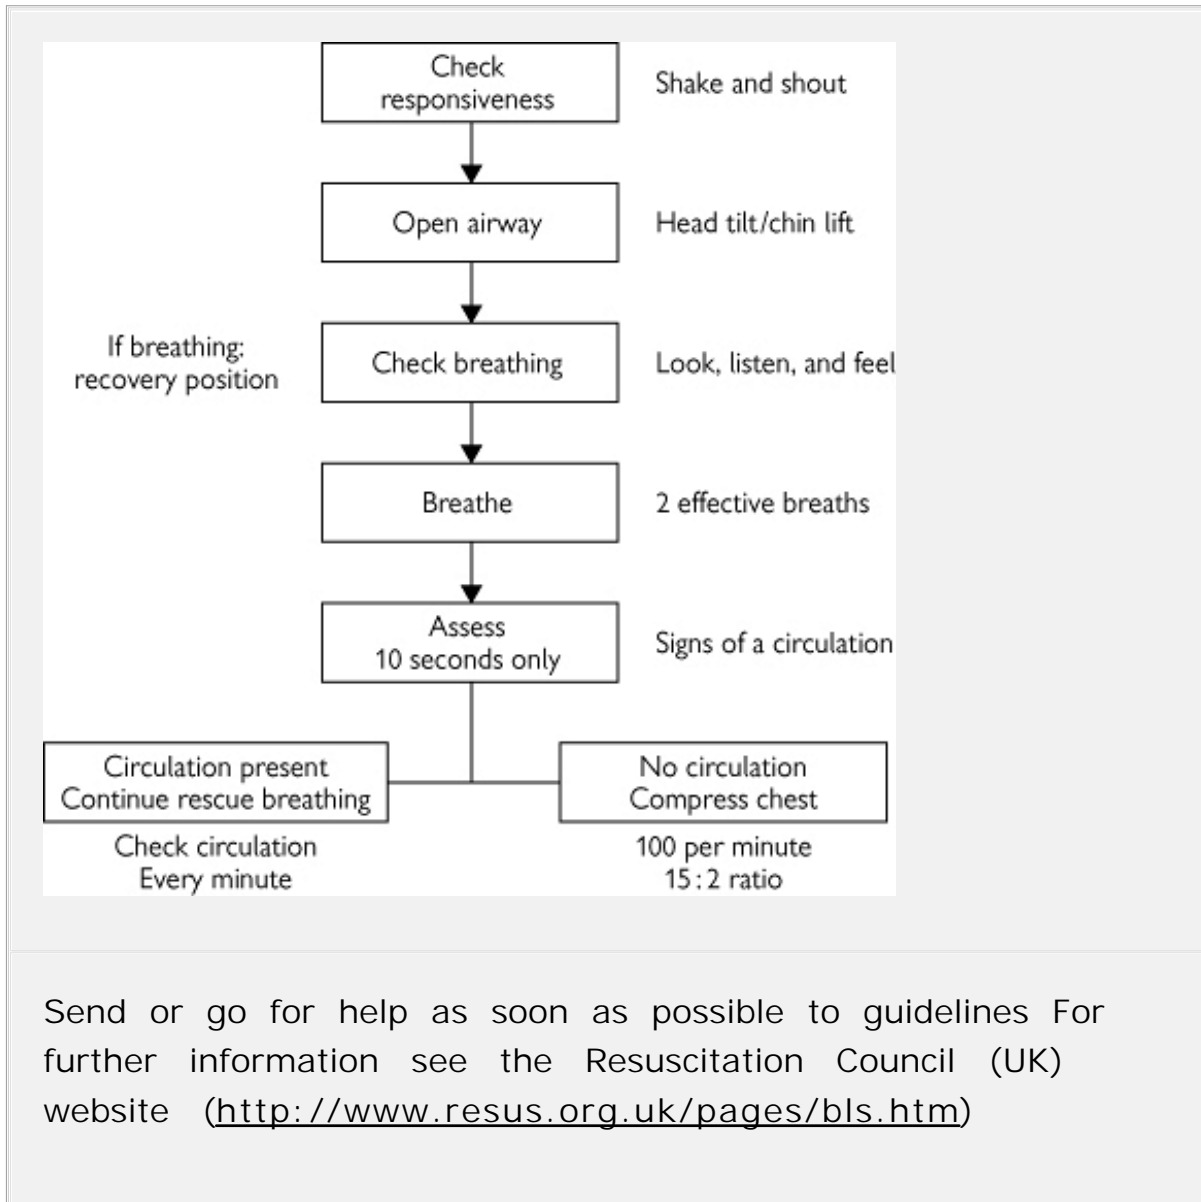 Check
responsiveness
Shake and shout
Open airway
Head tilt/chin lift
If breathing:
recovery position
Check breathing
Look, listen, and feel
Breathe
2 effective breaths
Assess
10 seconds only
Signs of a circulation
Circulation present
Continue rescue breathing
Check circulation
Every minute
No circulation
Compress chest
100 per minute
15:2 ratio
Send or go for help as soon as possible to guidelines For
further information see the Resuscitation Council (UK)
website (http://www.resus.org.uk/pages/bls.htm)